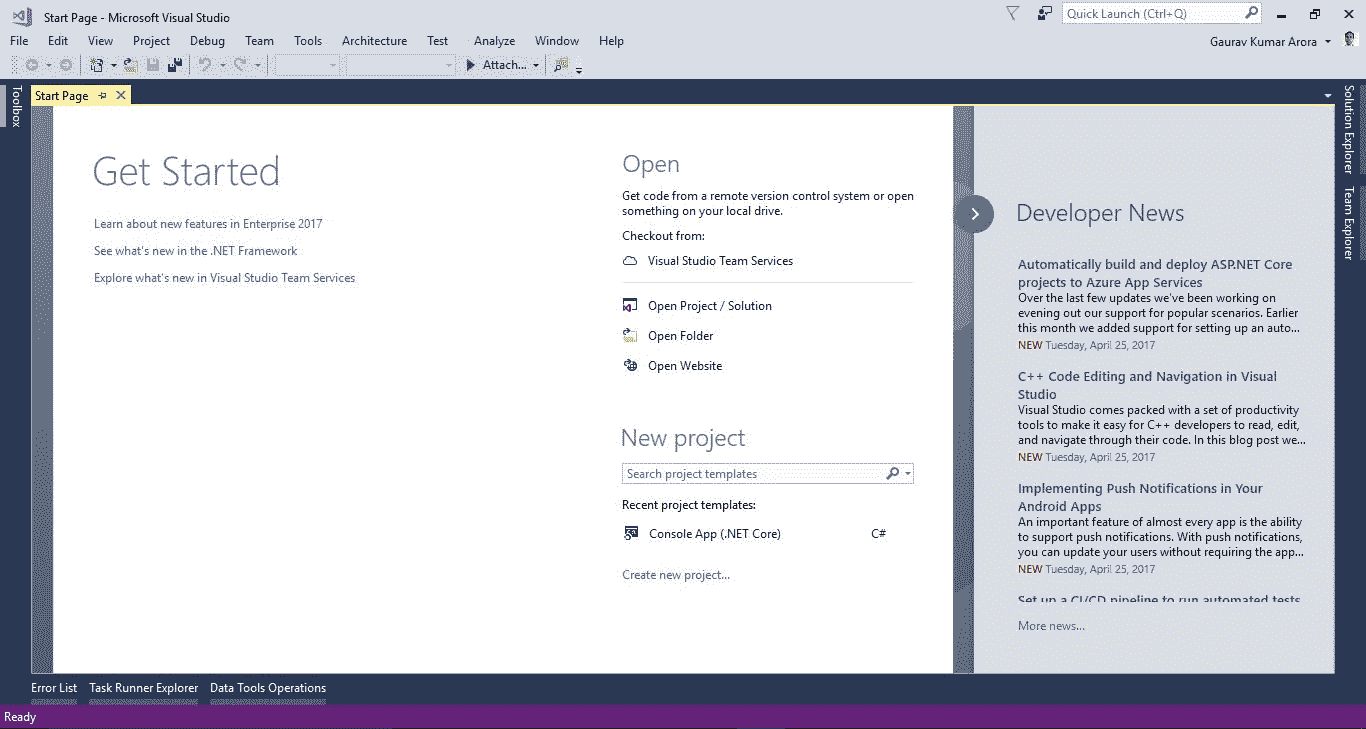 Start Page - Microsoft Visual Studio
Quick Launch (Ctrl+Q)
File Edit View Project Debug Team Tools Architecture Test Analyze Window Help
Gaurav Kumar Arora
Attach...
Toolbox
Start Page
Solution Explorer
Team Explorer
Get Started
Learn about new features in Enterprise 2017
See what's new in the .NET Framework
Explore what's new in Visual Studio Team Services
Open
Get code from a remote version control system or open
something on your local drive.
Checkout from:
Visual Studio Team Services
Open Project / Solution
Open Folder
Open Website
New project
Search project templates
Recent project templates:
Console App (.NET Core) C#
Create new project...
Developer News
Automatically build and deploy ASP.NET Core
projects to Azure App Services
Over the last few updates we've been working on
evening out our support for popular scenarios. Earlier
this month we added support for setting up an auto...
NEW Tuesday, April 25, 2017
C++ Code Editing and Navigation in Visual
Studio
Visual Studio comes packed with a set of productivity
tools to make it easy for C++ developers to read, edit,
and navigate through their code. In this blog post we...
NEW Tuesday, April 25, 2017
Implementing Push Notifications in Your
Android Apps
An important feature of almost every app is the ability
to support push notifications. With push notifications,
you can update your users without requiring the app...
NEW Tuesday, April 25, 2017
Set up a CI/CD pipeline to run automated tests
More news...
Error List Task Runner Explorer Data Tools Operations
Ready